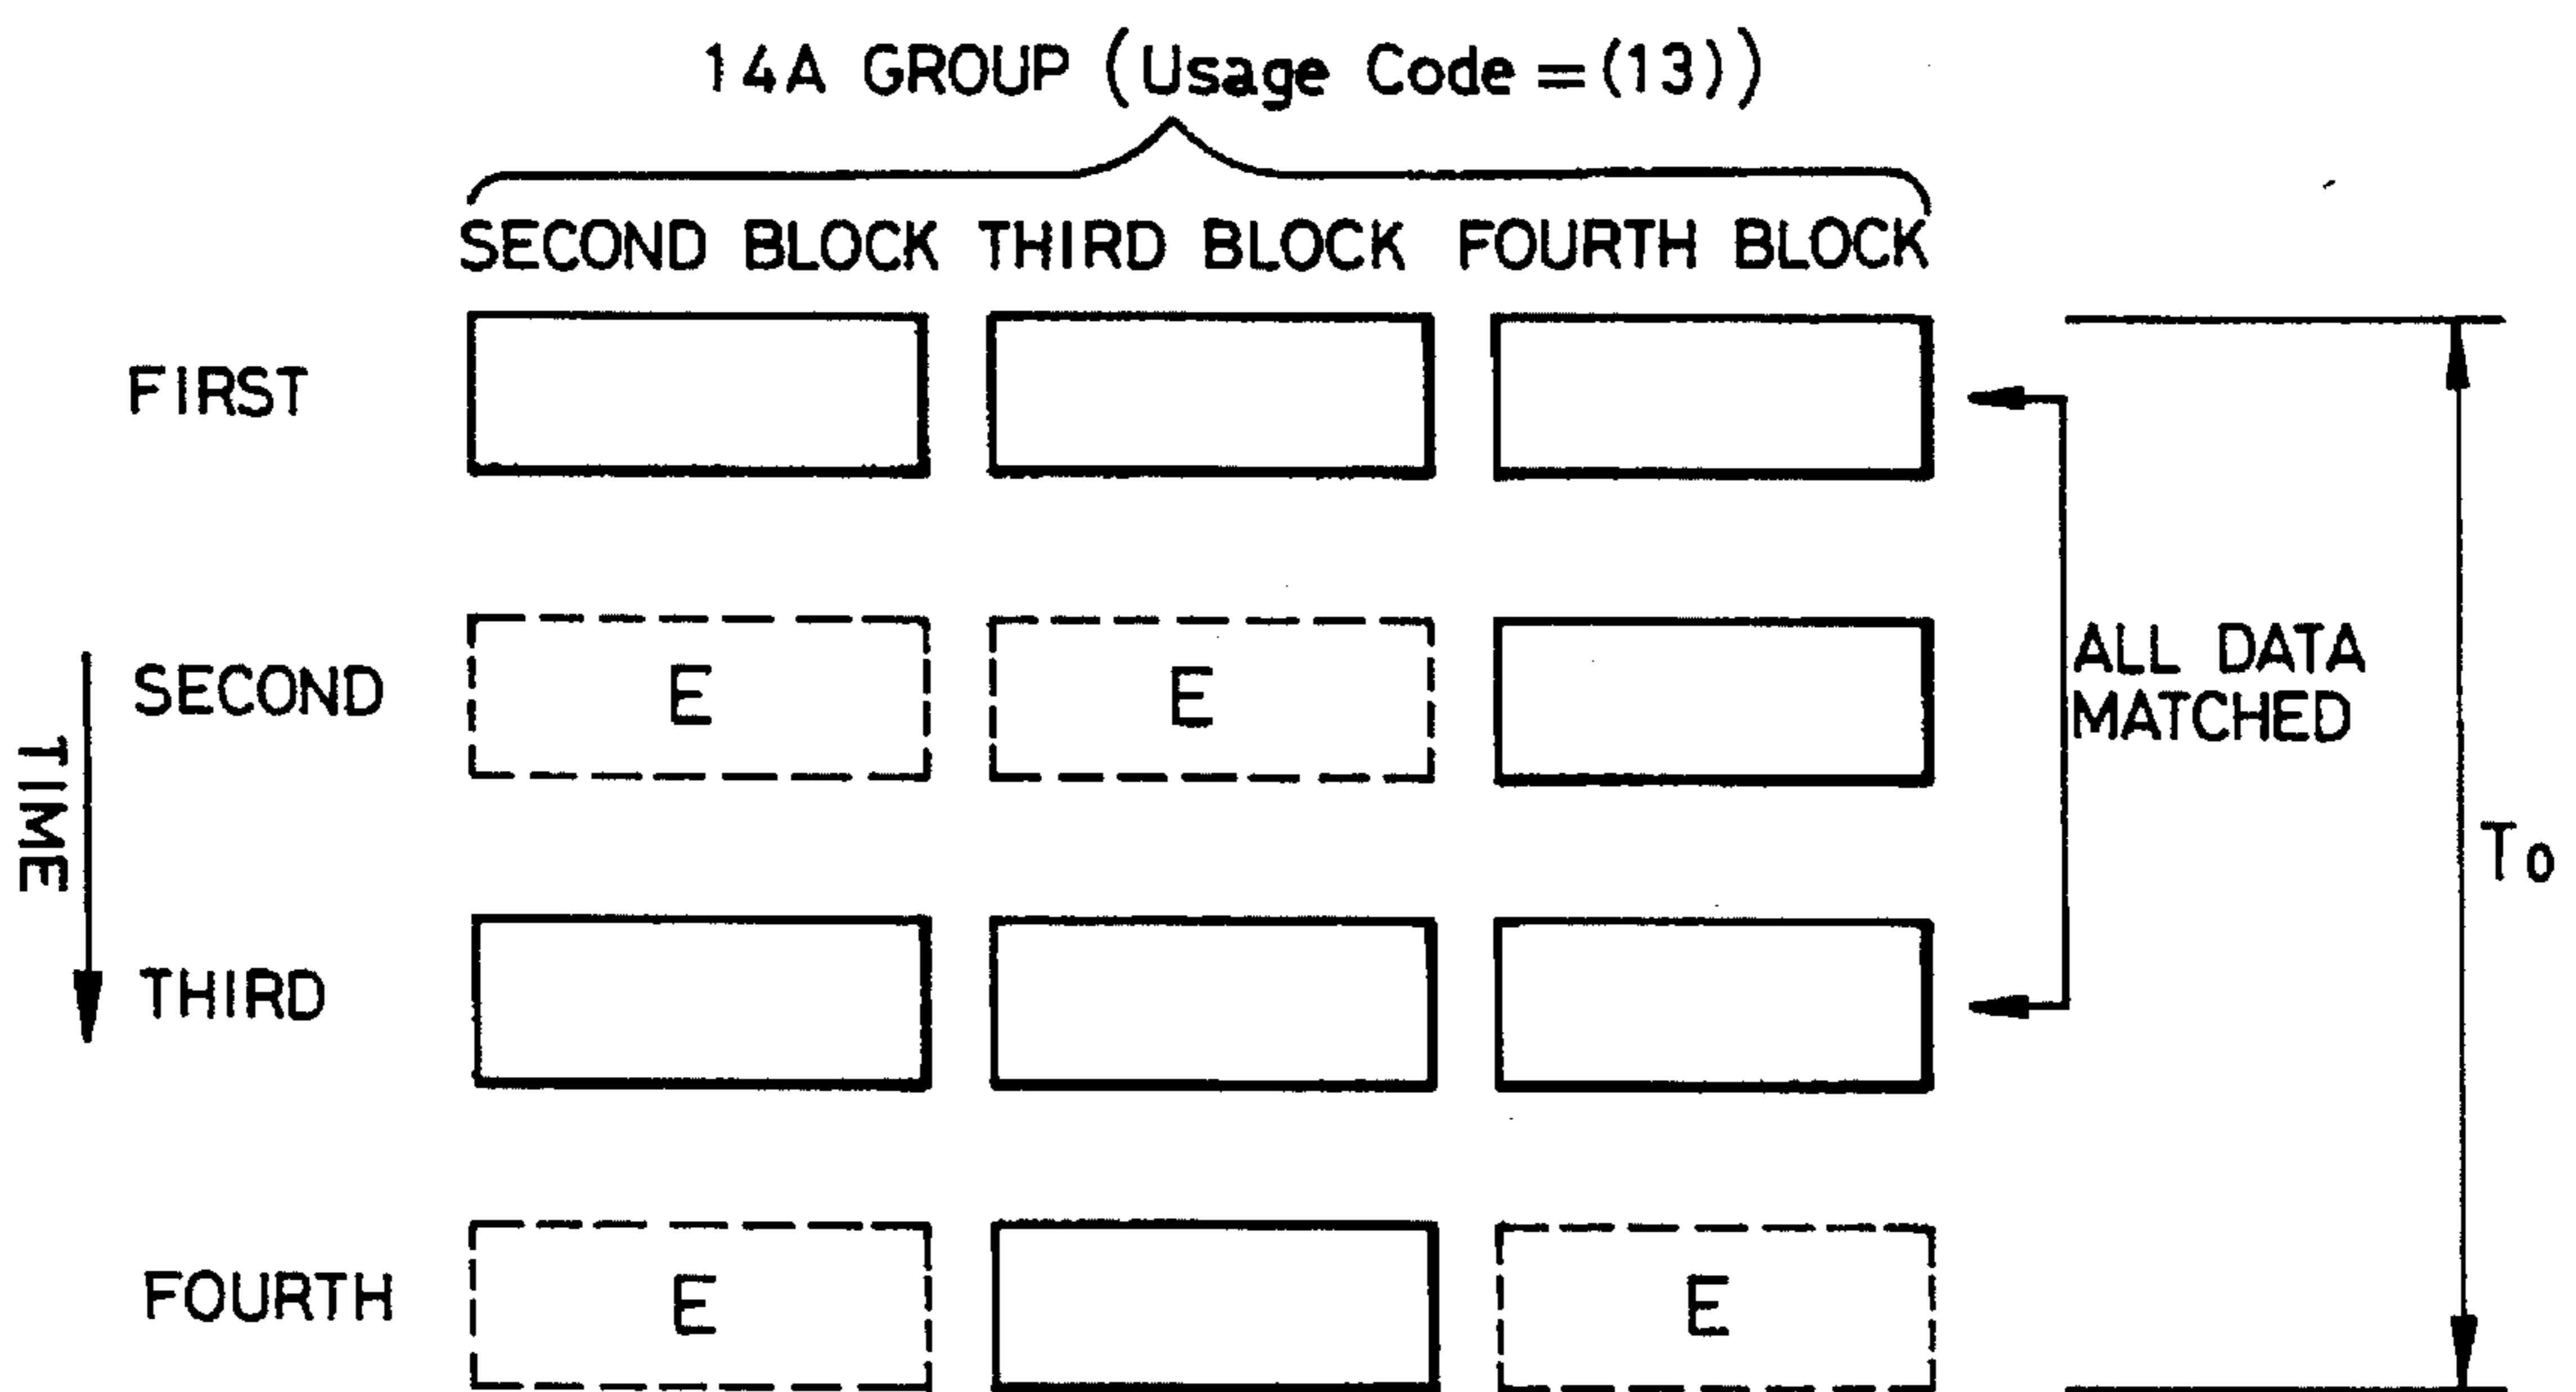 14A GROUP (Usage Code = (13))
SECOND BLOCK THIRD BLOCK FOURTH BLOCK
FIRST
SECOND E E
ALL DATA
MATCHED
TIME
To
THIRD
FOURTH E E